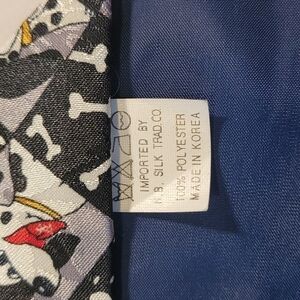 IMPORTED BY
N.B. SILK TRAD.CO.
100% POLYESTER
MADE IN KOREA